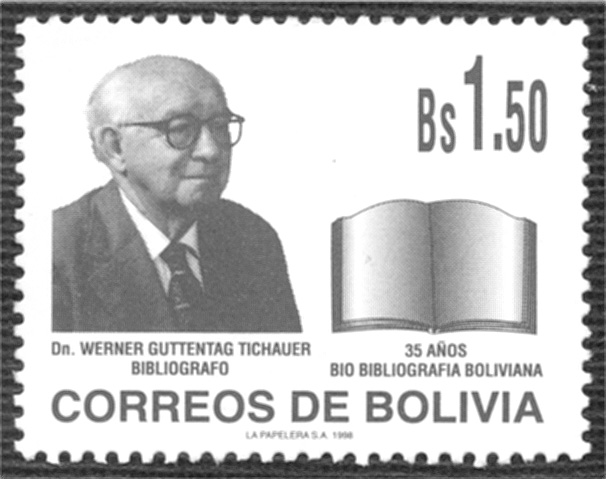 Bs 1.50
Dn. WERNER GUTTENTAG TICHAUER
BIBLIOGRAFO
35 AÑOS
BIO BIBLIOGRAFIA BOLIVIANA
CORREOS DE BOLIVIA
LA PAPELERA S.A. 1998